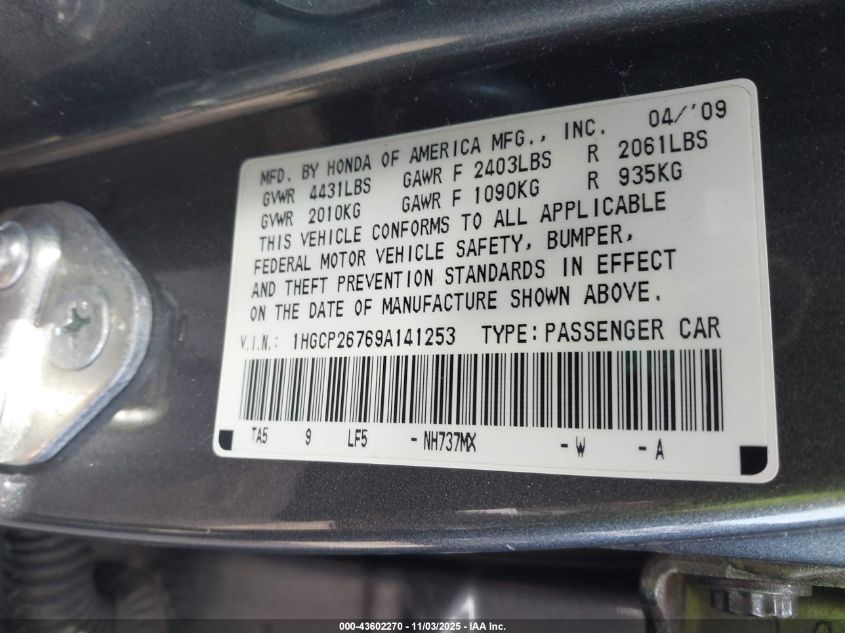 MFD. BY HONDA OF AMERICA MFG., INC. 04/'09
GVWR 4431LBS GAWR F 2403LBS R 2061LBS
GVWR 2010KG GAWR F 1090KG R 935KG
THIS VEHICLE CONFORMS TO ALL APPLICABLE
FEDERAL MOTOR VEHICLE SAFETY, BUMPER,
AND THEFT PREVENTION STANDARDS IN EFFECT
ON THE DATE OF MANUFACTURE SHOWN ABOVE.
V.I.N.: 1HGCP26769A141253 TYPE: PASSENGER CAR
TA5 9 LF5 - NH737MX - W - A
000-43602270 - 11/03/2025 - IAA Inc.